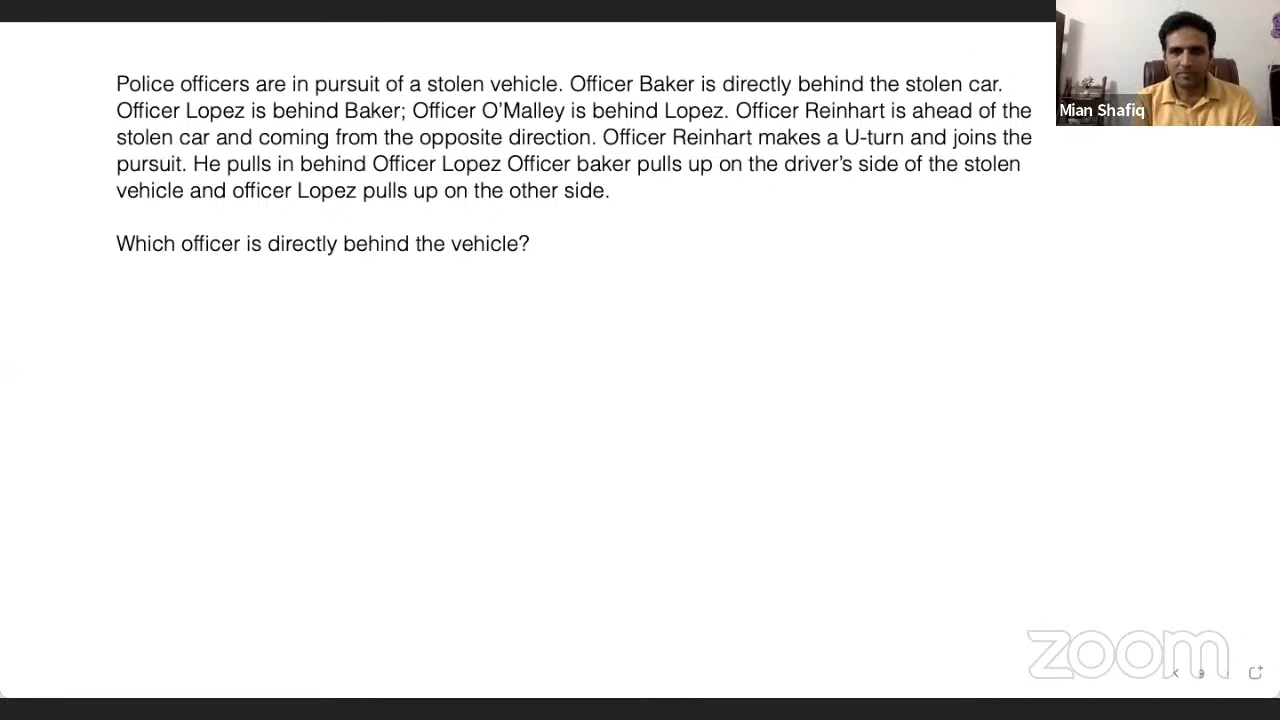 Police officers are in pursuit of a stolen vehicle. Officer Baker is directly behind the stolen car.
Officer Lopez is behind Baker; Officer O'Malley is behind Lopez. Officer Reinhart is ahead of the
stolen car and coming from the opposite direction. Officer Reinhart makes a U-turn and joins the
pursuit. He pulls in behind Officer Lopez Officer baker pulls up on the driver's side of the stolen
vehicle and officer Lopez pulls up on the other side.
Which officer is directly behind the vehicle?
Mian Shafiq
zoom
9